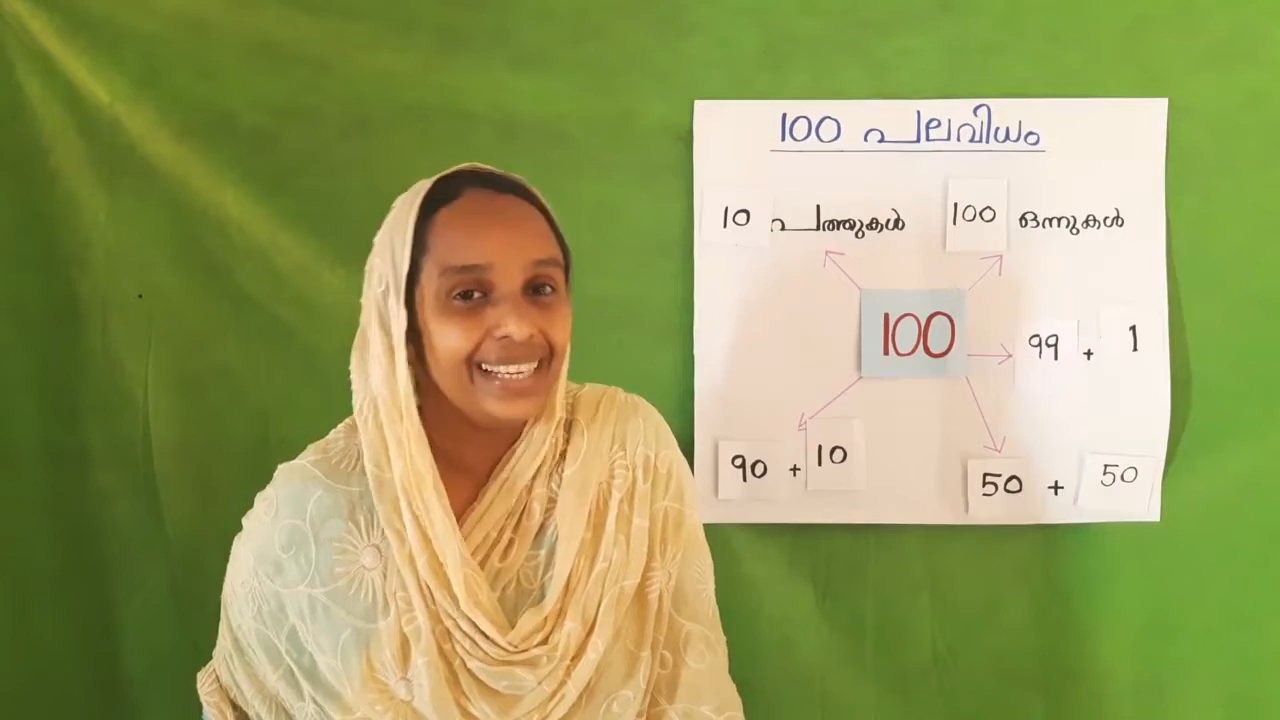 100 പലവിധം
10 പത്തുകൾ
100 ഒന്നുകൾ
100
99 + 1
90 + 10
50 + 50